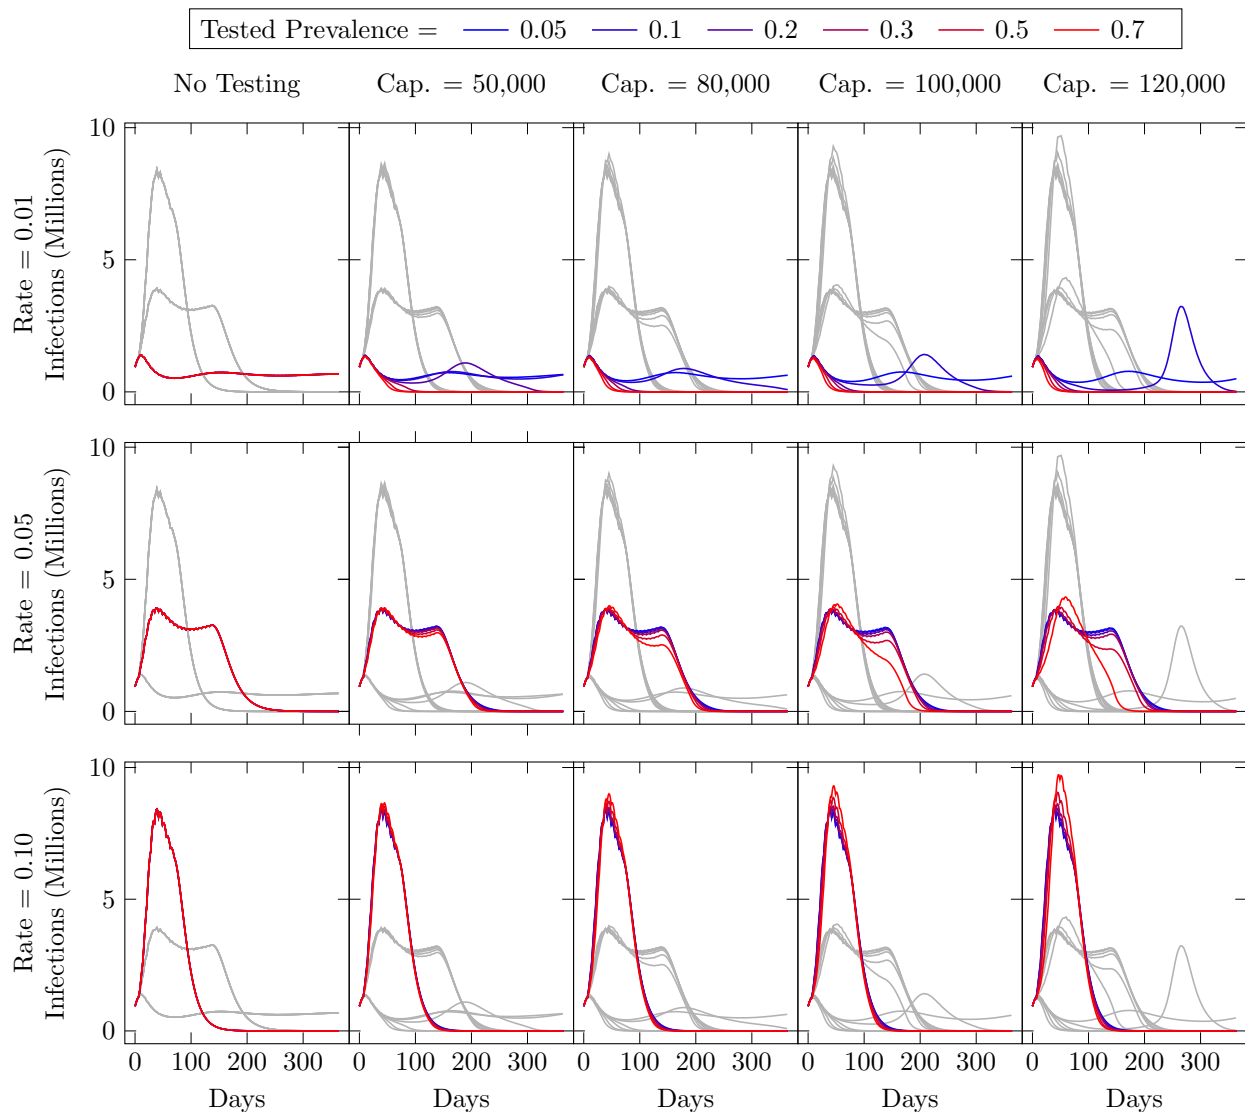 Tested Prevalence = 0.05 0.1 0.2 0.3 0.5 0.7
No Testing Cap. = 50,000 Cap. = 80,000 Cap. = 100,000 Cap. = 120,000
Rate = 0.01
Infections (Millions)
10
5
0
Rate = 0.05
Infections (Millions)
10
5
0
Rate = 0.10
Infections (Millions)
10
5
0
0 100 200 300 0 100 200 300 0 100 200 300 0 100 200 300 0 100 200 300
Days Days Days Days Days